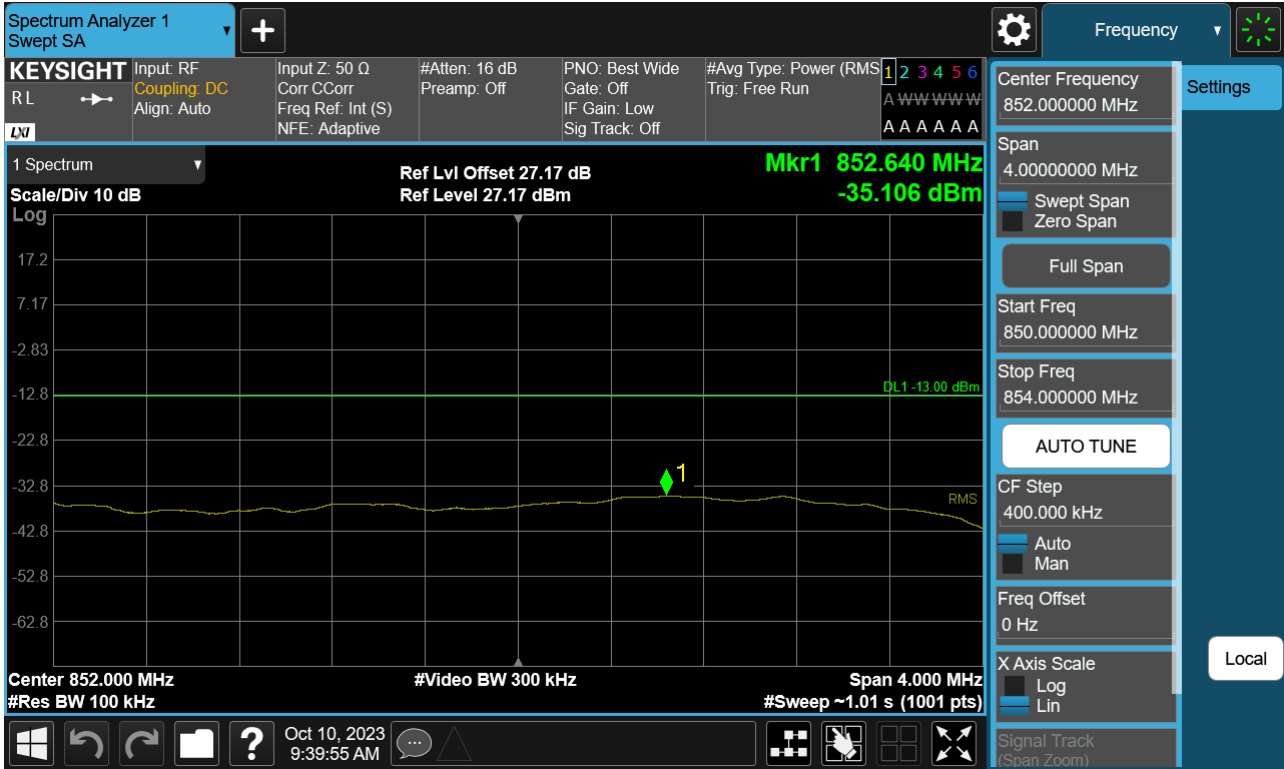 Spectrum Analyzer 1
Swept SA
Frequency
KEYSIGHT
R L
LXI
Input: RF
Coupling: DC
Align: Auto
Input Z: 50 Ω
Corr CCorr
Freq Ref: Int (S)
NFE: Adaptive
#Atten: 16 dB
Preamp: Off
PNO: Best Wide
Gate: Off
IF Gain: Low
Sig Track: Off
#Avg Type: Power (RMS
Trig: Free Run
1 2 3 4 5 6
A W W W W W
A A A A A A
1 Spectrum
Scale/Div 10 dB
Log
Ref Lvl Offset 27.17 dB
Ref Level 27.17 dBm
Mkr1 852.640 MHz
-35.106 dBm
17.2
7.17
-2.83
-12.8
-22.8
-32.8
-42.8
-52.8
-62.8
DL1 -13.00 dBm
1
RMS
Center 852.000 MHz
#Video BW 300 kHz
Span 4.000 MHz
#Res BW 100 kHz
#Sweep ~1.01 s (1001 pts)
Center Frequency
852.000000 MHz
Settings
Span
4.00000000 MHz
Swept Span
Zero Span
Full Span
Start Freq
850.000000 MHz
Stop Freq
854.000000 MHz
AUTO TUNE
CF Step
400.000 kHz
Auto
Man
Freq Offset
0 Hz
X Axis Scale
Log
Lin
Local
Signal Track
(Span Zoom)
?
Oct 10, 2023
9:39:55 AM